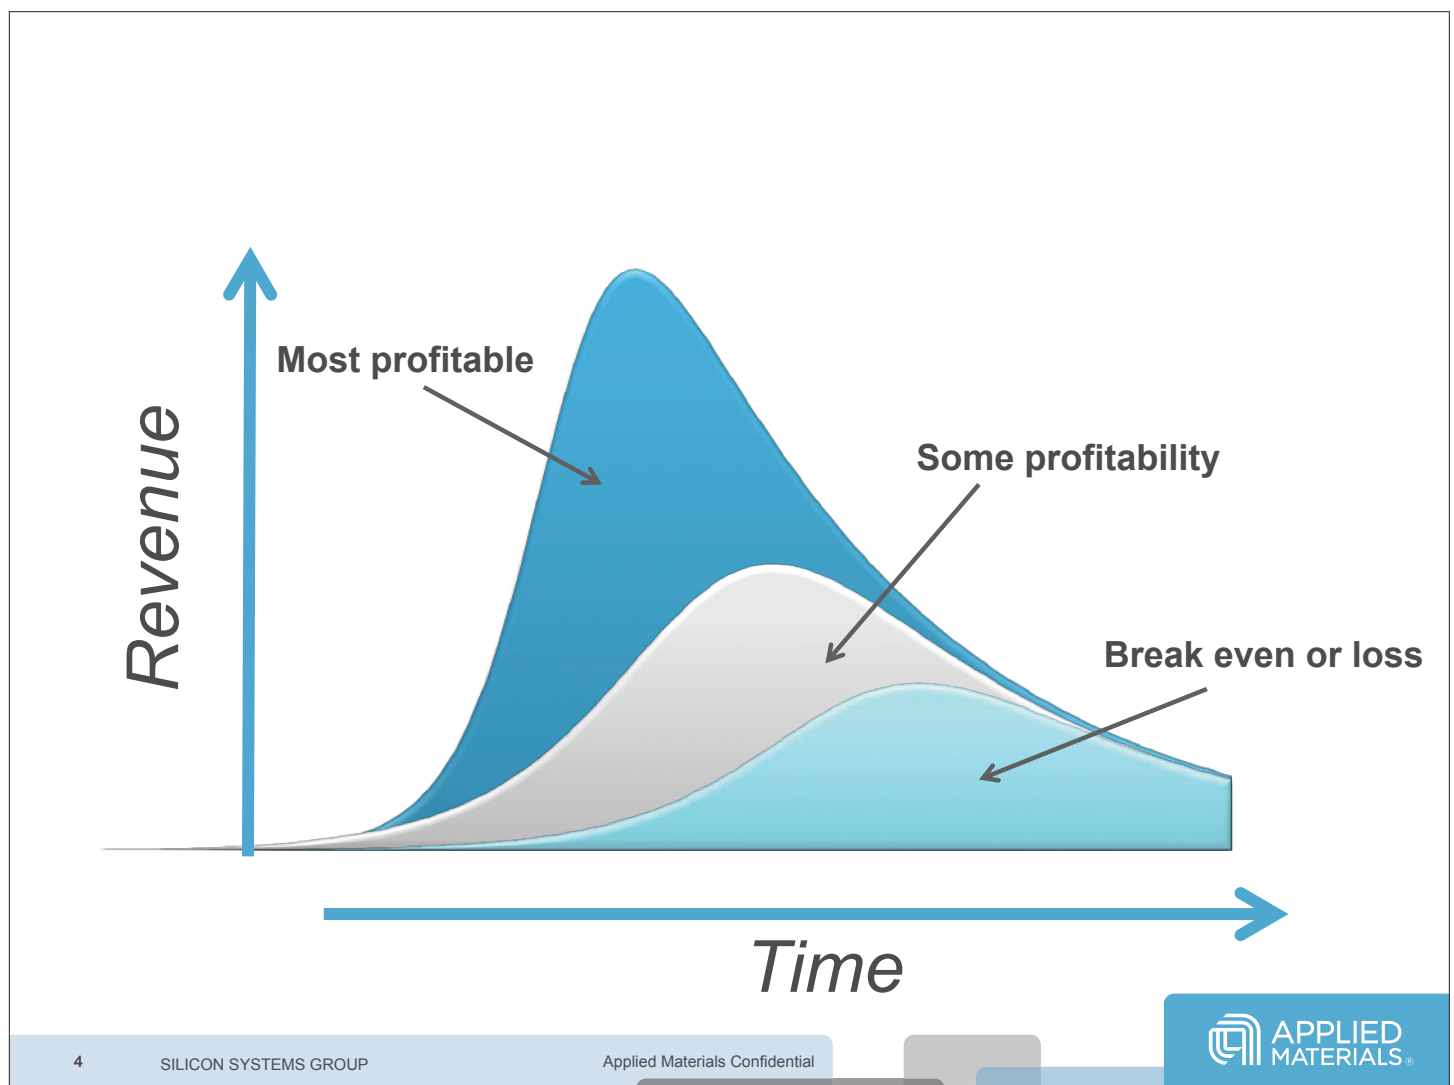 Most profitable
Some profitability
Break even or loss
Revenue
Time
4
SILICON SYSTEMS GROUP
Applied Materials Confidential
APPLIED
MATERIALS®